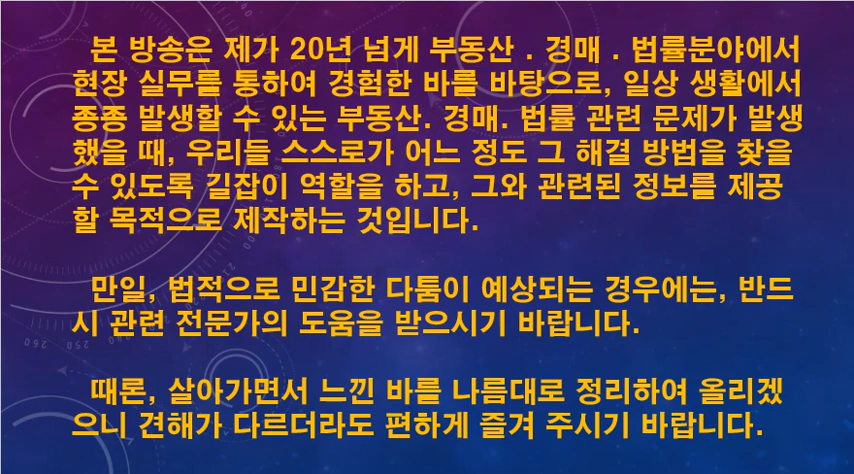 본 방송은 제가 20년 넘게 부동산 . 경매 . 법률분야에서
현장 실무를 통하여 경험한 바를 바탕으로, 일상 생활에서
종종 발생할 수 있는 부동산. 경매. 법률 관련 문제가 발생
했을 때, 우리들 스스로가 어느 정도 그 해결 방법을 찾을
수 있도록 길잡이 역할을 하고, 그와 관련된 정보를 제공
할 목적으로 제작하는 것입니다.
만일, 법적으로 민감한 다툼이 예상되는 경우에는, 반드
시 관련 전문가의 도움을 받으시기 바랍니다.
때론, 살아가면서 느낀 바를 나름대로 정리하여 올리겠
으니 견해가 다르더라도 편하게 즐겨 주시기 바랍니다.
260